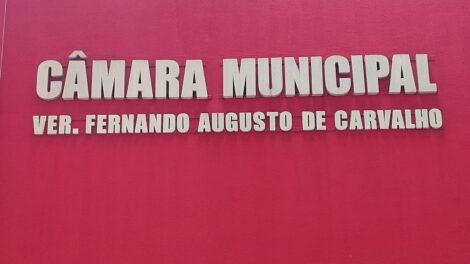 CÂMARA MUNICIPAL
VER. FERNANDO AUGUSTO DE CARVALHO